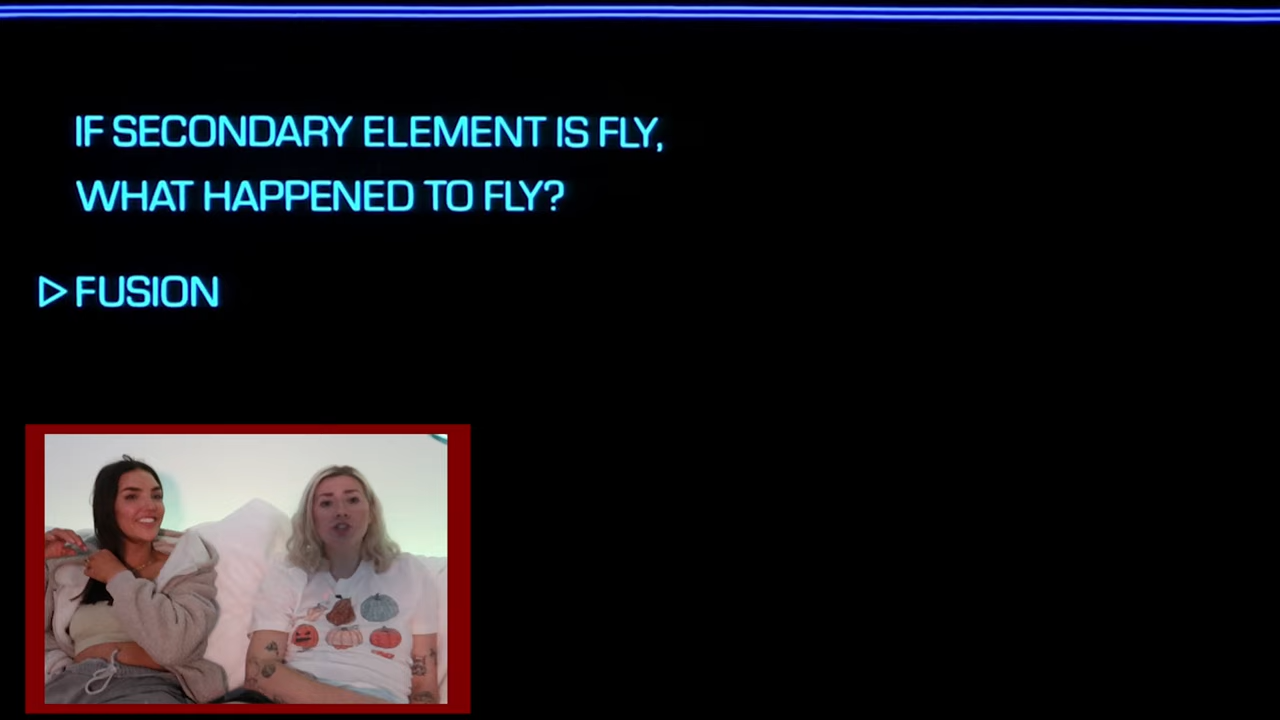 IF SECONDARY ELEMENT IS FLY,
WHAT HAPPENED TO FLY?
FUSION